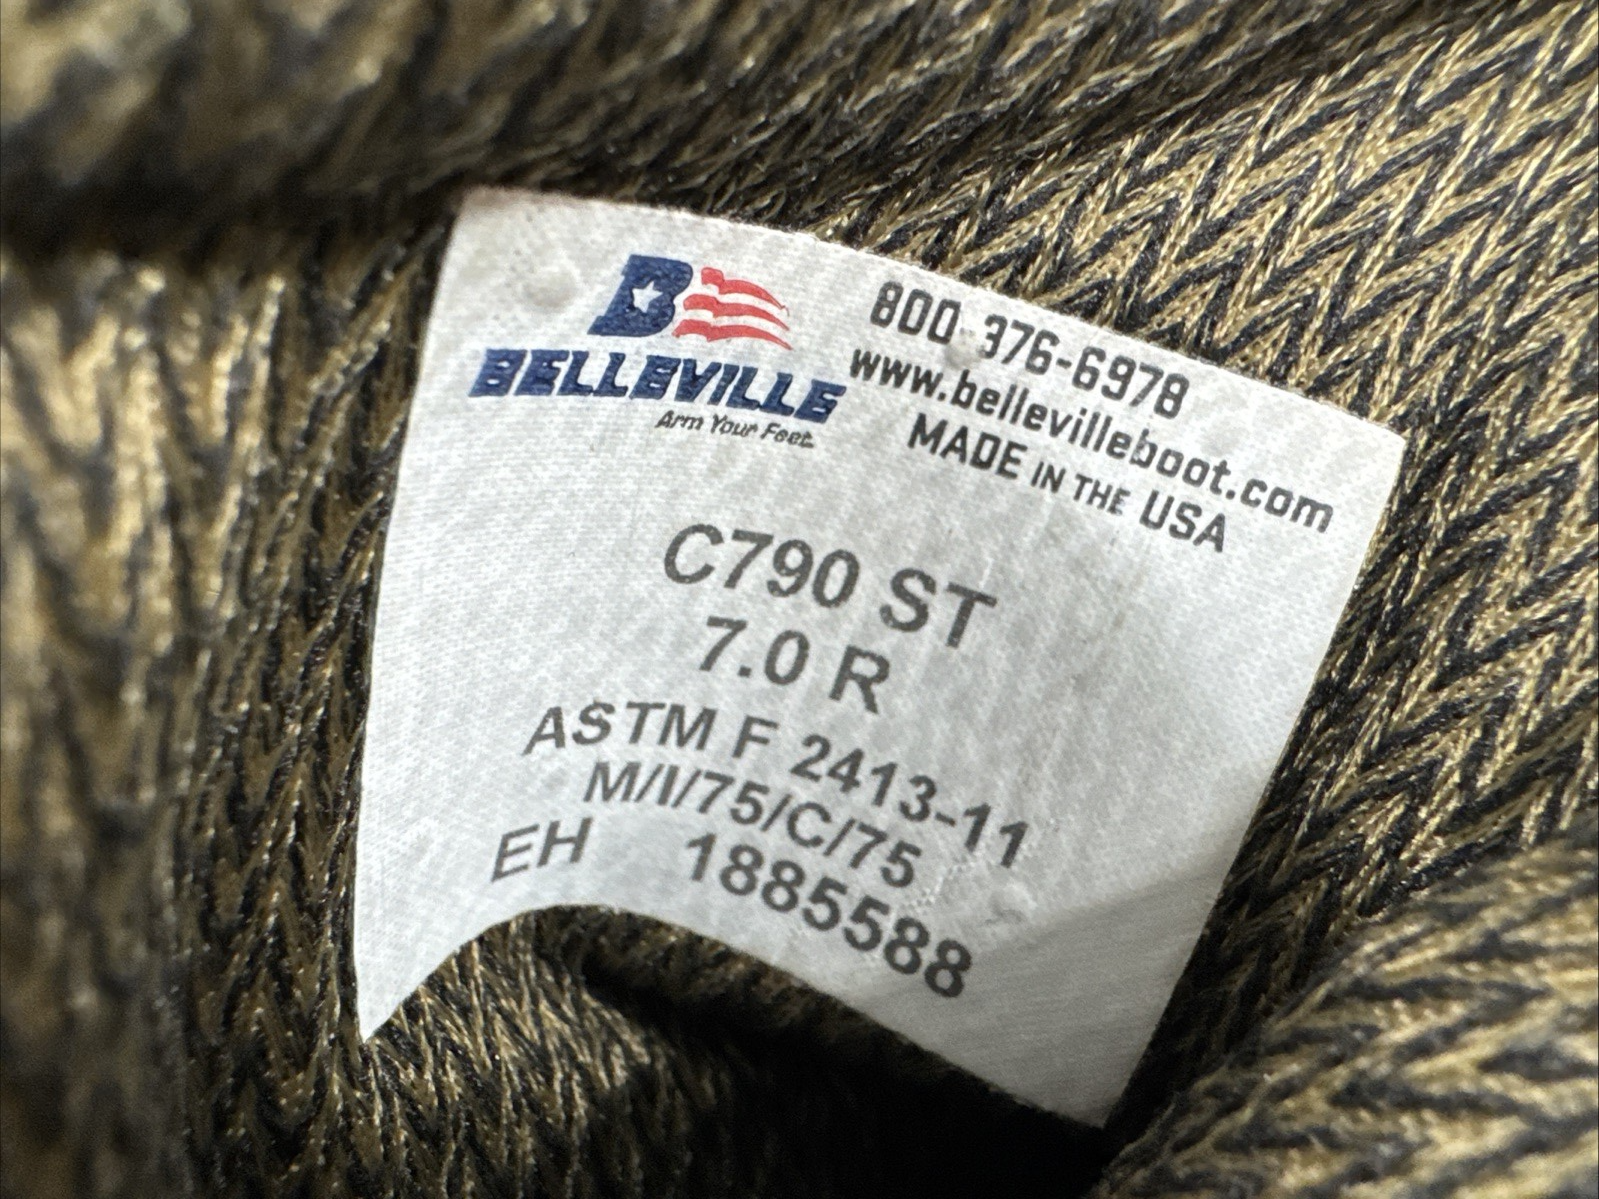 B
BELLEVILLE
Arm Your Feet.
800-376-6978
www.bellevilleboot.com
MADE IN THE USA
C790 ST
7.0 R
ASTM F 2413-11
M/I/75/C/75
EH 1885588